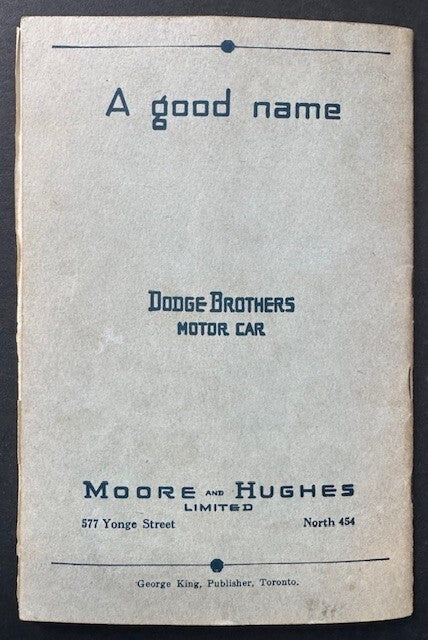 A good name
DODGE BROTHERS
MOTOR CAR
MOORE AND HUGHES
LIMITED
577 Yonge Street North 454
George King, Publisher, Toronto.